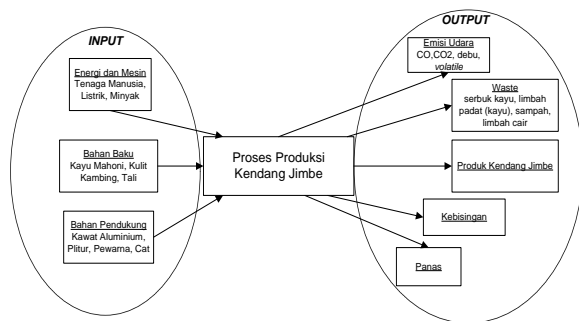 INPUT
Energi dan Mesin
Tenaga Manusia,
Listrik, Minyak
Bahan Baku
Kayu Mahoni, Kulit
Kambing, Tali
Bahan Pendukung
Kawat Aluminium,
Plitur, Pewarna, Cat
Proses Produksi
Kendang Jimbe
OUTPUT
Emisi Udara
CO,CO2, debu,
volatile
Waste
serbuk kayu, limbah
padat (kayu), sampah,
limbah cair
Produk Kendang Jimbe
Kebisingan
Panas